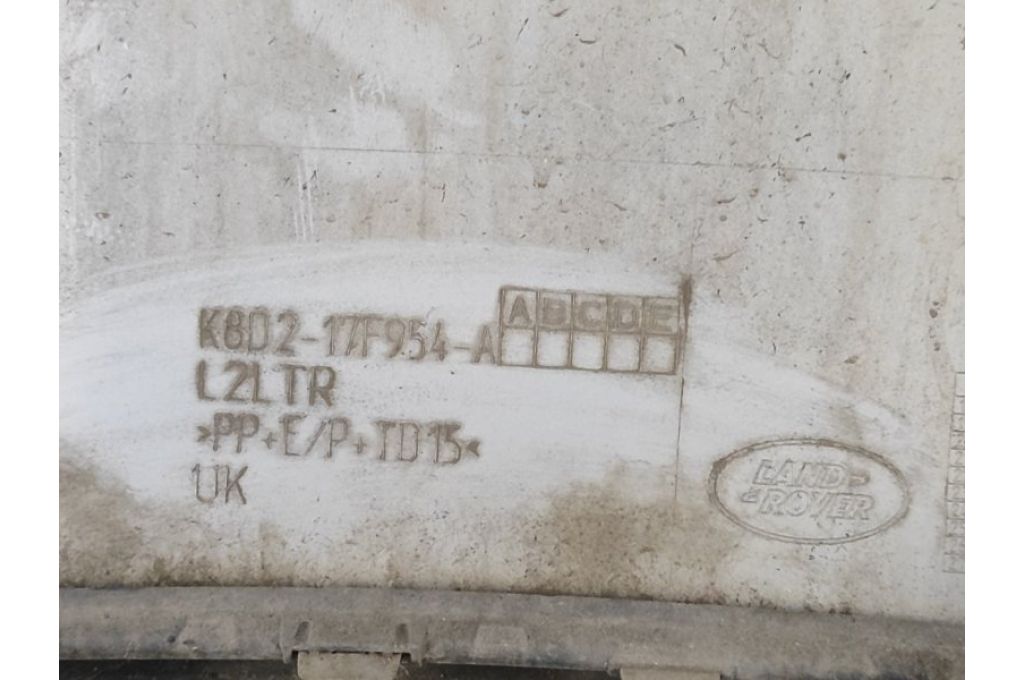 K8D2-17F954-A ABCDE
L2LTR
>PP+E/P+TD15<
UK
LAND-
-ROVER